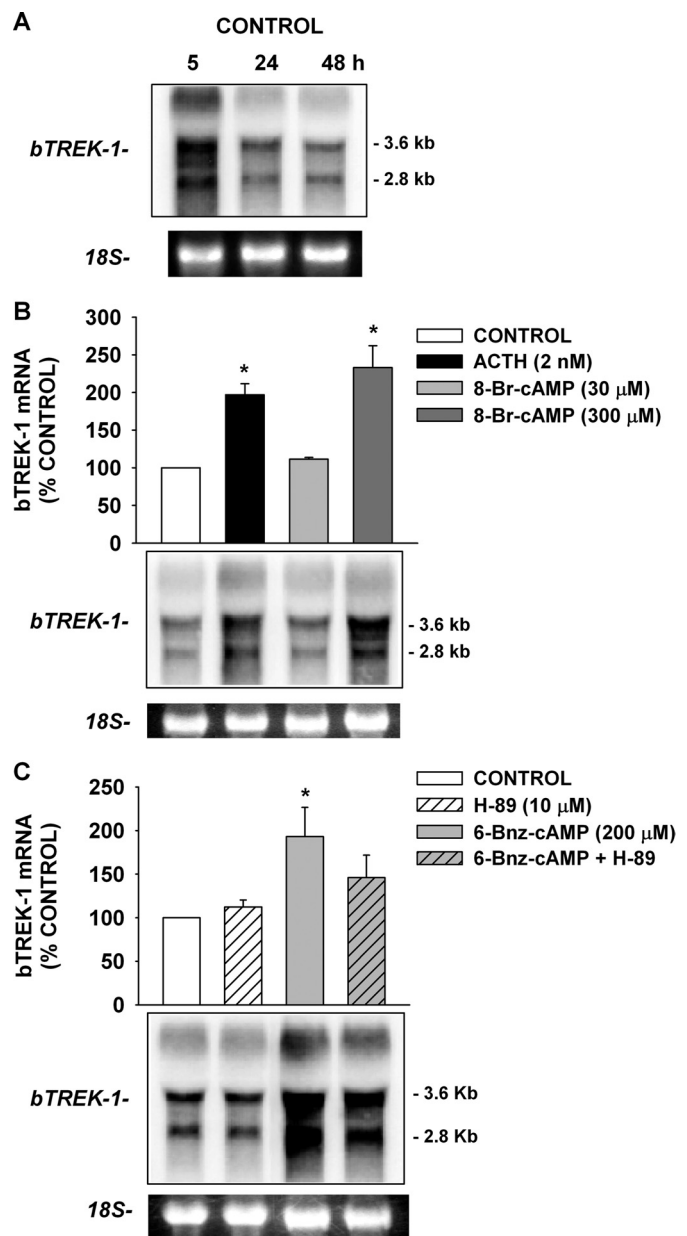 A
CONTROL
5 24 48 h
bTREK-1-
- 3.6 kb
- 2.8 kb
18S-
B
bTREK-1 mRNA
(% CONTROL)
300
250
200
150
100
50
0
*
*
CONTROL
ACTH (2 nM)
8-Br-cAMP (30 μM)
8-Br-cAMP (300 μM)
bTREK-1-
- 3.6 kb
- 2.8 kb
18S-
C
bTREK-1 mRNA
(% CONTROL)
250
200
150
100
50
0
*
CONTROL
H-89 (10 μM)
6-Bnz-cAMP (200 μM)
6-Bnz-cAMP + H-89
bTREK-1-
- 3.6 Kb
- 2.8 Kb
18S-